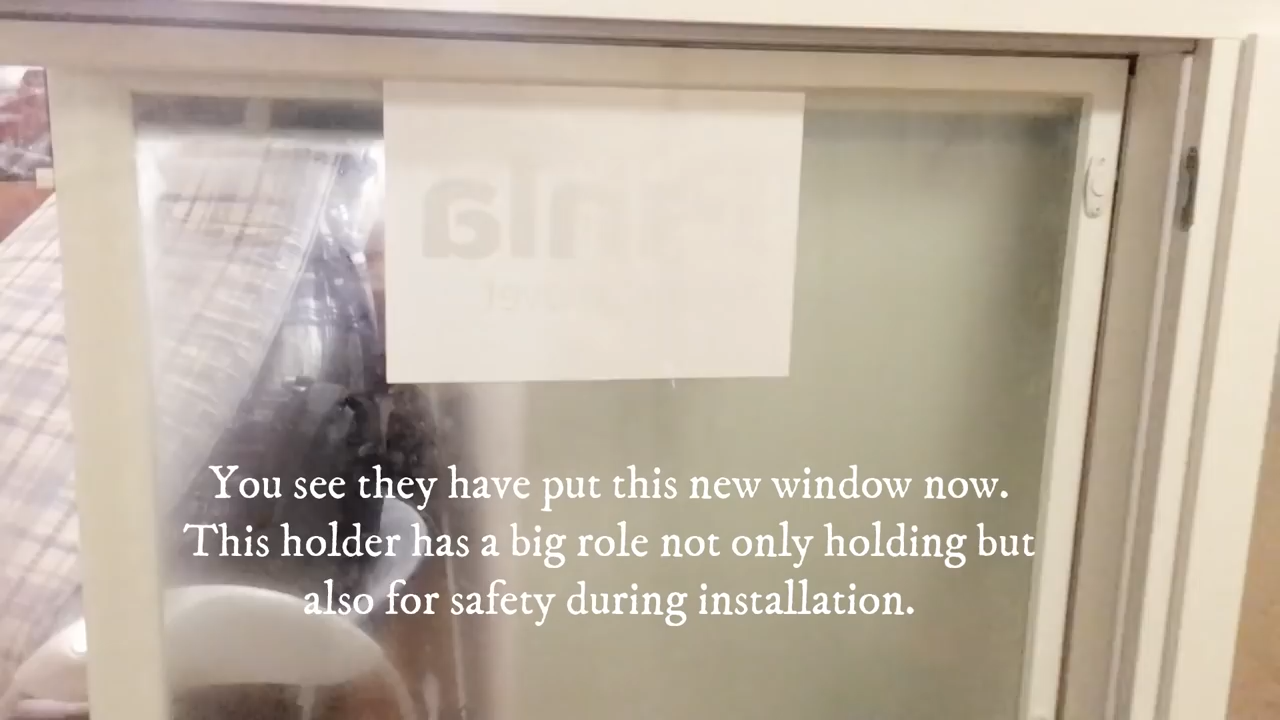 You see they have put this new window now.
This holder has a big role not only holding but
also for safety during installation.